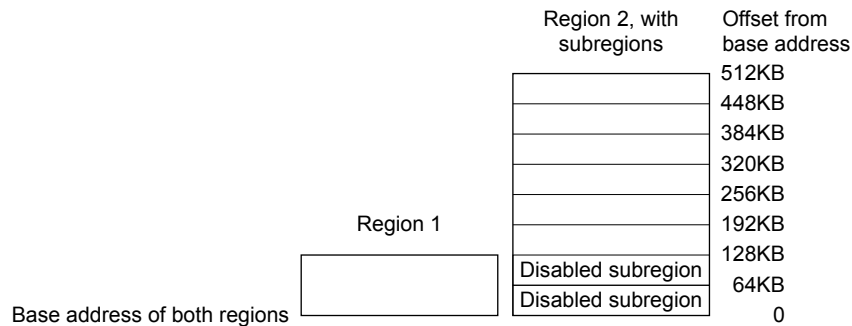 Region 2, with
subregions
Offset from
base address
512KB
448KB
384KB
320KB
256KB
Region 1
192KB
128KB
Disabled subregion
64KB
Disabled subregion
Base address of both regions
0